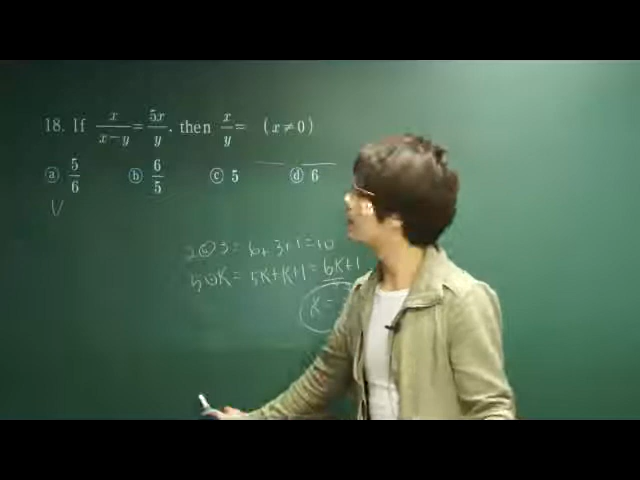 18. If x/(x−y) = 5x/y, then x/y = (x≠0)
ⓐ 5/6 ⓑ 6/5 ⓒ 5 ⓓ 6
V
3 = 6+3+1=10
5⊙K = 5K+K+1 = 6K+1
K =